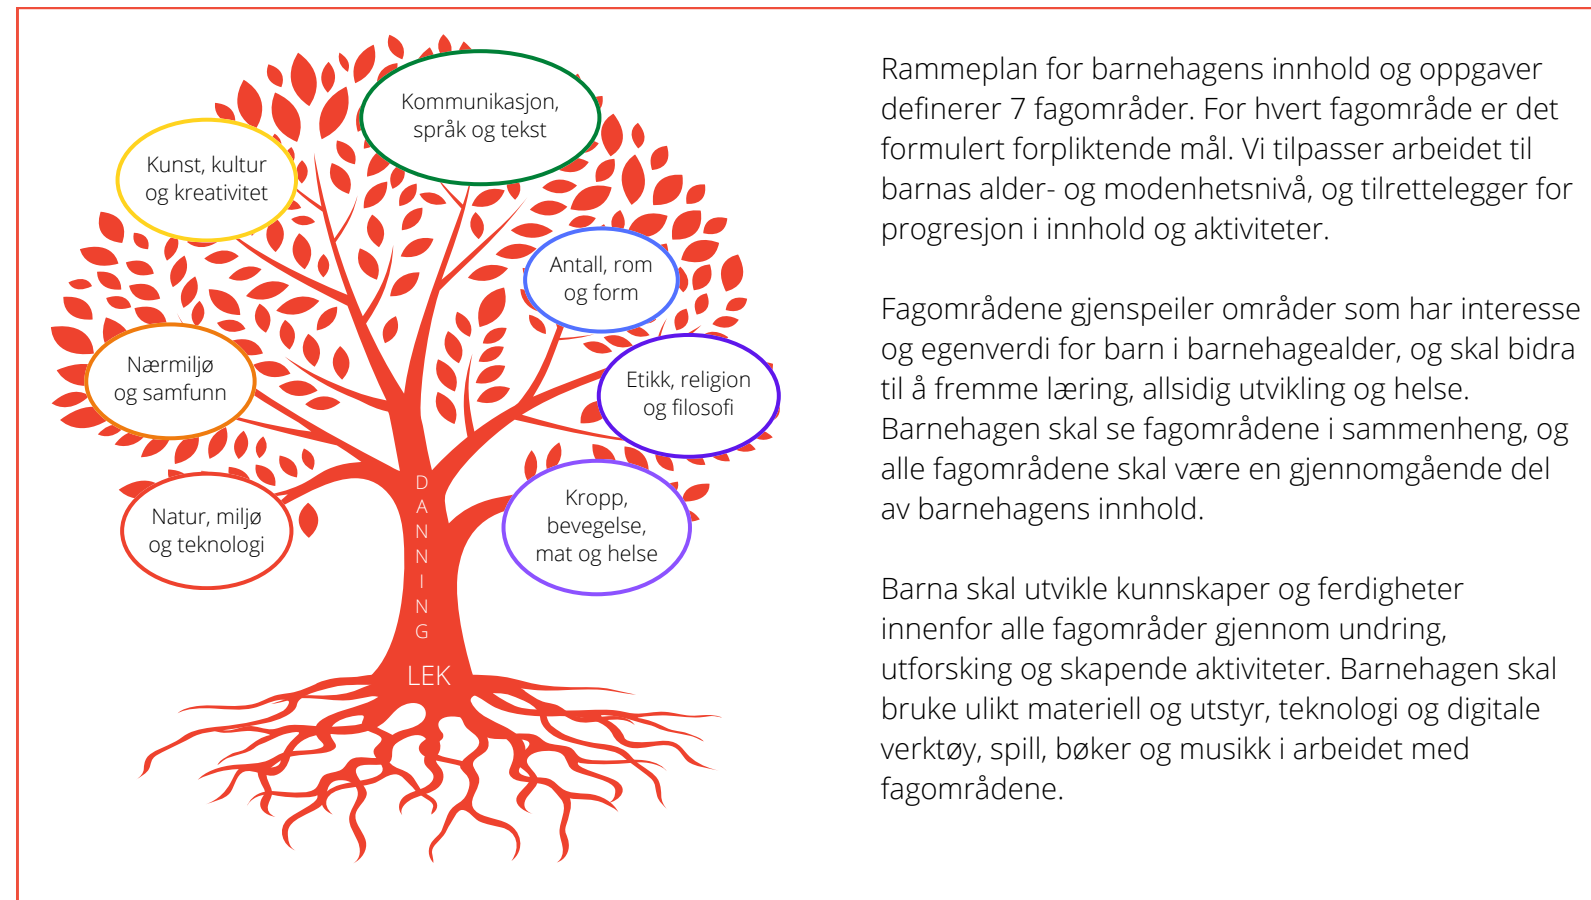 Kommunikasjon,
språk og tekst
Kunst, kultur
og kreativitet
Antall, rom
og form
Nærmiljø
og samfunn
Etikk, religion
og filosofi
Natur, miljø
og teknologi
Kropp,
bevegelse,
mat og helse
D
A
N
N
I
N
G
LEK
Rammeplan for barnehagens innhold og oppgaver
definerer 7 fagområder. For hvert fagområde er det
formulert forpliktende mål. Vi tilpasser arbeidet til
barnas alder- og modenhetsnivå, og tilrettelegger for
progresjon i innhold og aktiviteter.
Fagområdene gjenspeiler områder som har interesse
og egenverdi for barn i barnehagealder, og skal bidra
til å fremme læring, allsidig utvikling og helse.
Barnehagen skal se fagområdene i sammenheng, og
alle fagområdene skal være en gjennomgående del
av barnehagens innhold.
Barna skal utvikle kunnskaper og ferdigheter
innenfor alle fagområder gjennom undring,
utforsking og skapende aktiviteter. Barnehagen skal
bruke ulikt materiell og utstyr, teknologi og digitale
verktøy, spill, bøker og musikk i arbeidet med
fagområdene.